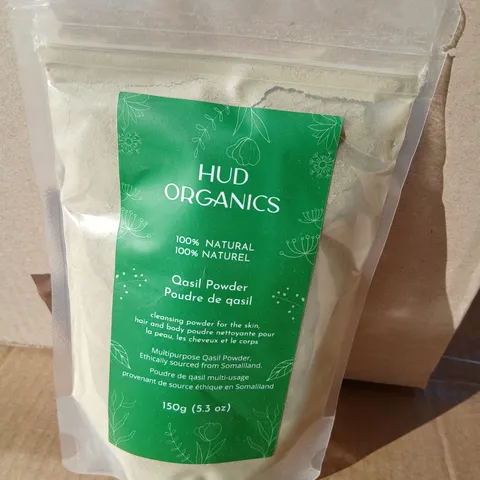 HUD
ORGANICS
100% NATURAL
100% NATUREL
Qasil Powder
Poudre de qasil
cleansing powder for the skin,
hair and body poudre nettoyante pour
la peau, les cheveux et le corps
Multipurpose Qasil Powder,
Ethically sourced from Somaliland.
Poudre de qasil multi-usage
provenant de source éthique en Somaliland
150g (5.3 oz)